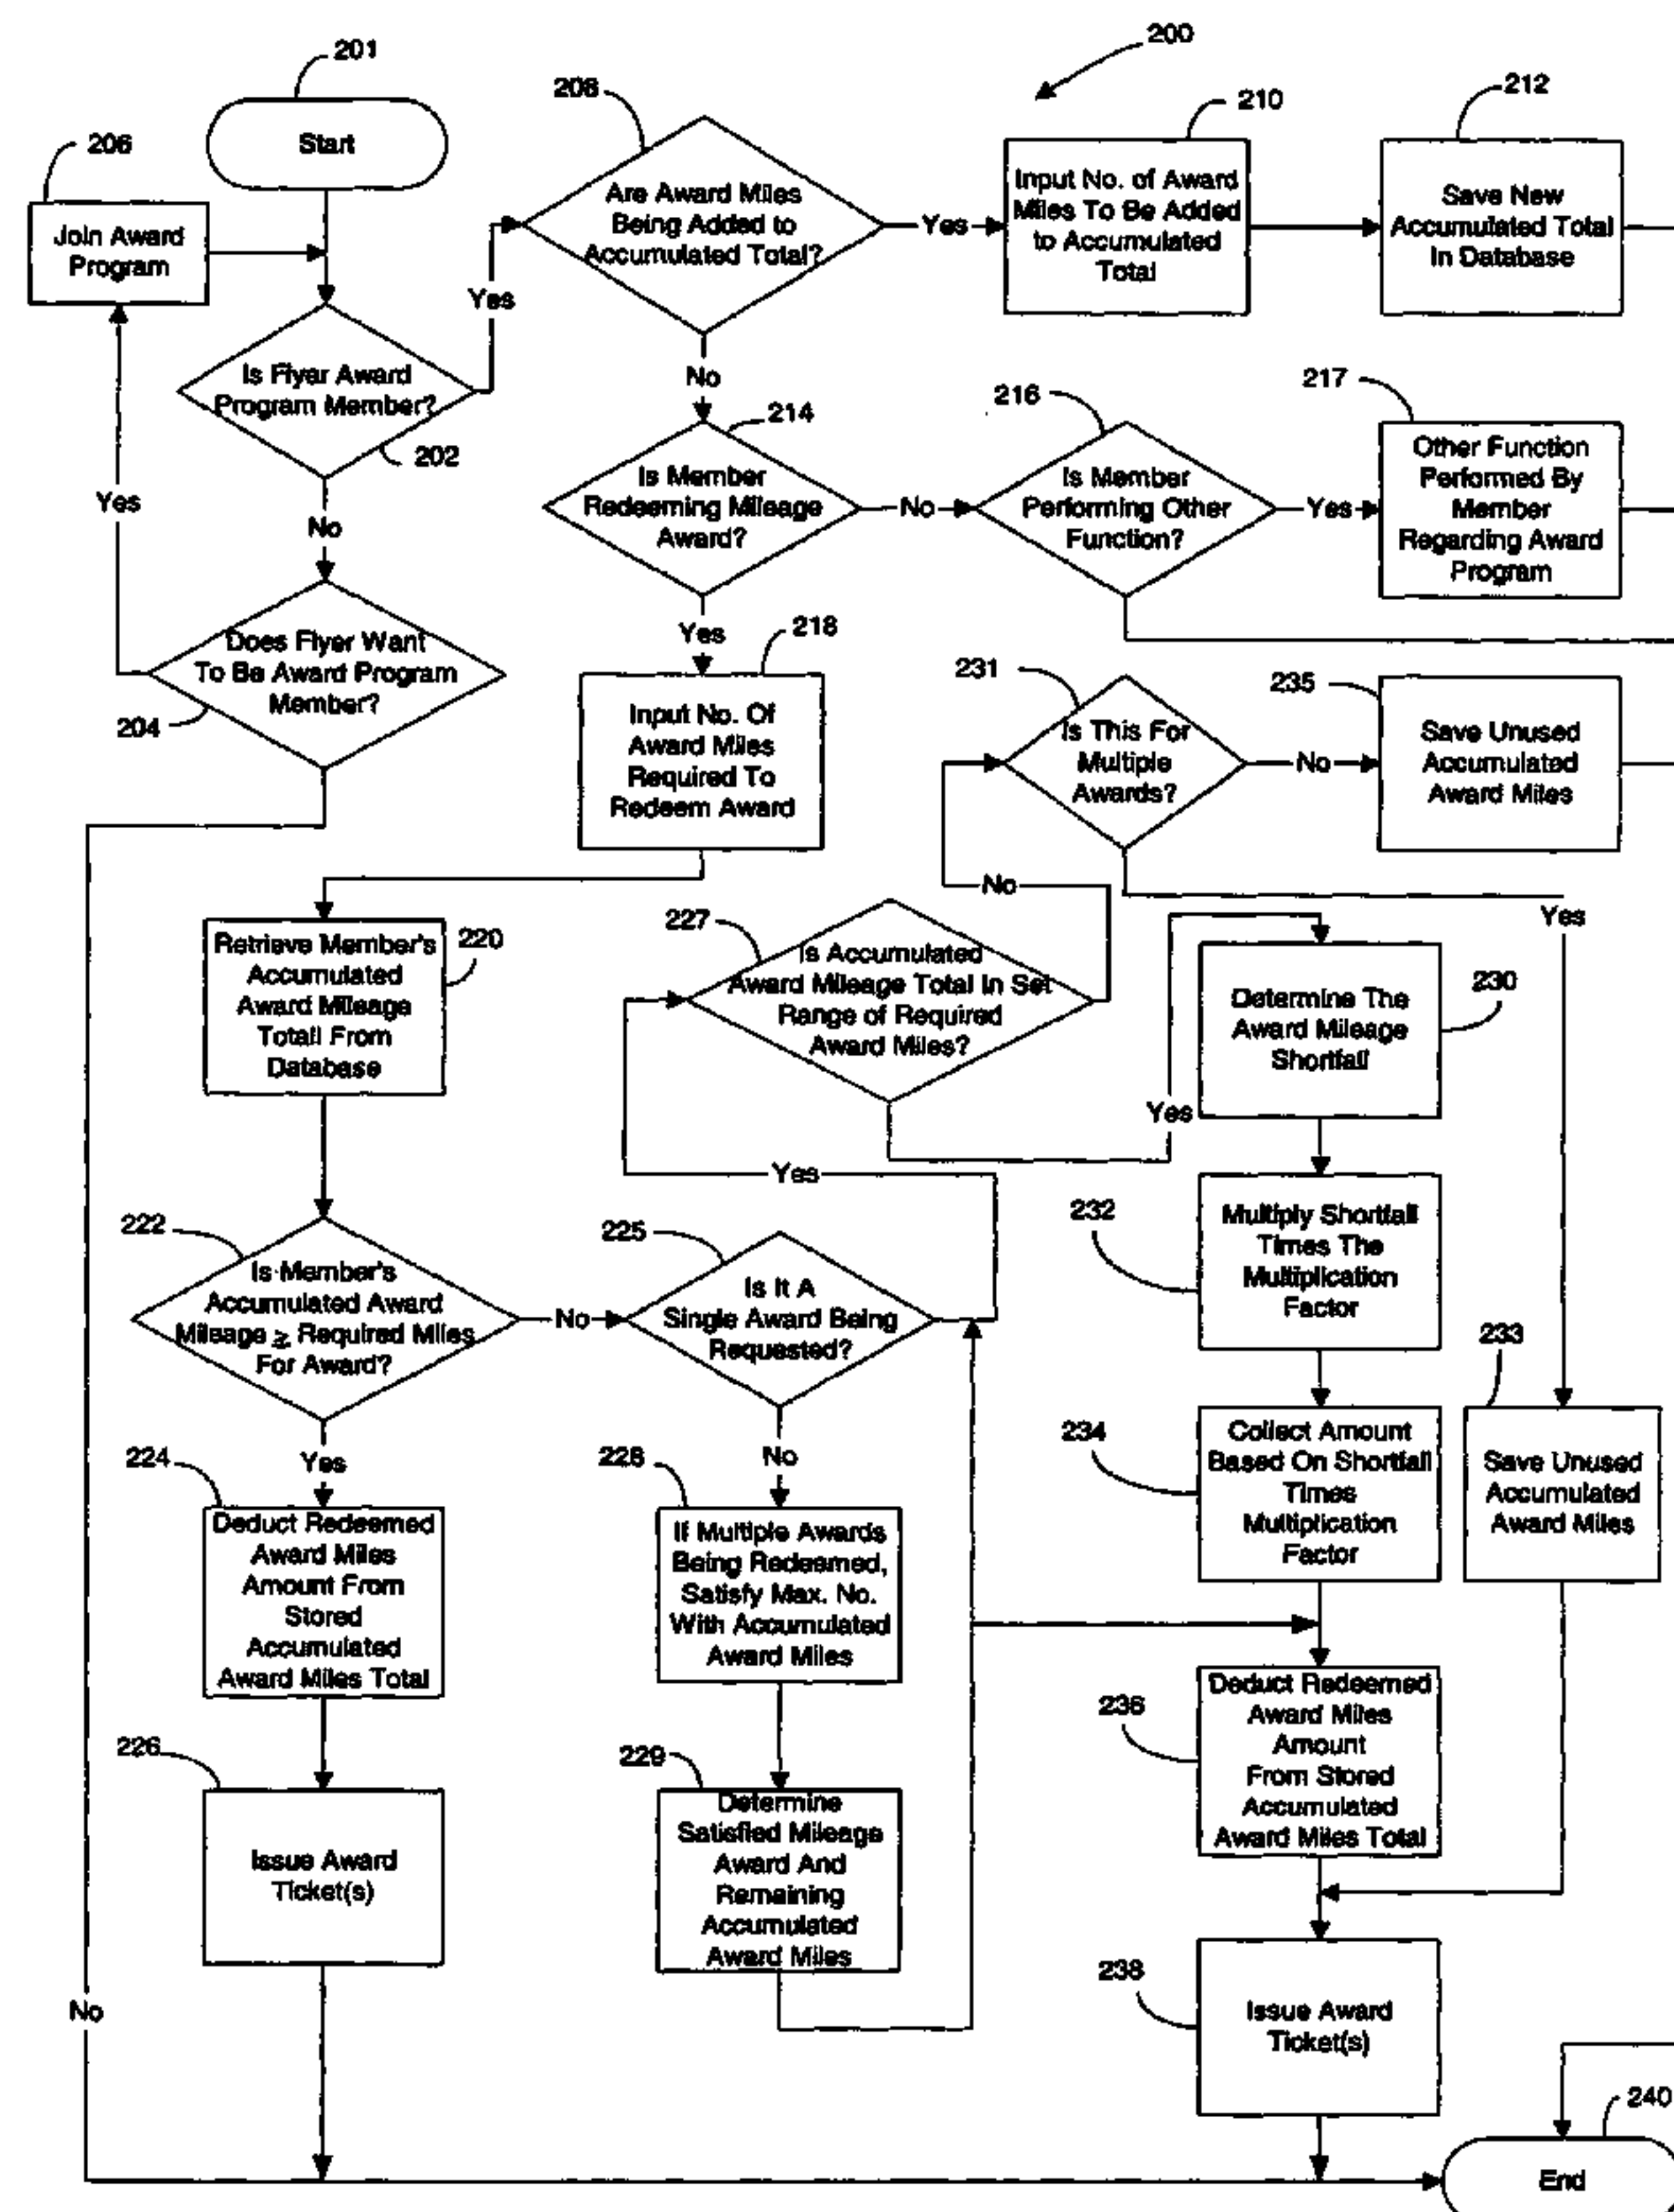 200
201
Start
206
Join Award
Program
208
Are Award Miles
Being Added to
Accumulated Total?
Yes
210
Input No. of Award
Miles To Be Added
to Accumulated
Total
212
Save New
Accumulated Total
In Database
Yes
Is Flyer Award
Program Member?
202
No
Yes
No
214
Is Member
Redeeming Mileage
Award?
No
216
Is Member
Performing Other
Function?
Yes
217
Other Function
Performed By
Member
Regarding Award
Program
Does Flyer Want
To Be Award Program
Member?
204
Yes
218
Input No. Of
Award Miles
Required To
Redeem Award
231
Is This For
Multiple
Awards?
No
235
Save Unused
Accumulated
Award Miles
No
Yes
Retrieve Member's
Accumulated
Award Mileage
Totall From
Database
220
227
Is Accumulated
Award Mileage Total In Set
Range of Required
Award Miles?
Yes
Determine The
Award Mileage
Shortfall
230
Yes
222
Is Member's
Accumulated Award
Mileage ≥ Required Miles
For Award?
No
225
Is It A
Single Award Being
Requested?
232
Multiply Shortfall
Times The
Multiplication
Factor
233
Save Unused
Accumulated
Award Miles
Yes
No
234
Collect Amount
Based On Shortfall
Times
Multiplication
Factor
224
Deduct Redeemed
Award Miles
Amount From
Stored
Accumulated
Award Miles Total
228
If Multiple Awards
Being Redeemed,
Satisfy Max. No.
With Accumulated
Award Miles
236
Deduct Redeemed
Award Miles
Amount
From Stored
Accumulated
Award Miles Total
226
Issue Award
Ticket(s)
229
Determine
Satisfied Mileage
Award And
Remaining
Accumulated
Award Miles
238
Issue Award
Ticket(s)
No
240
End